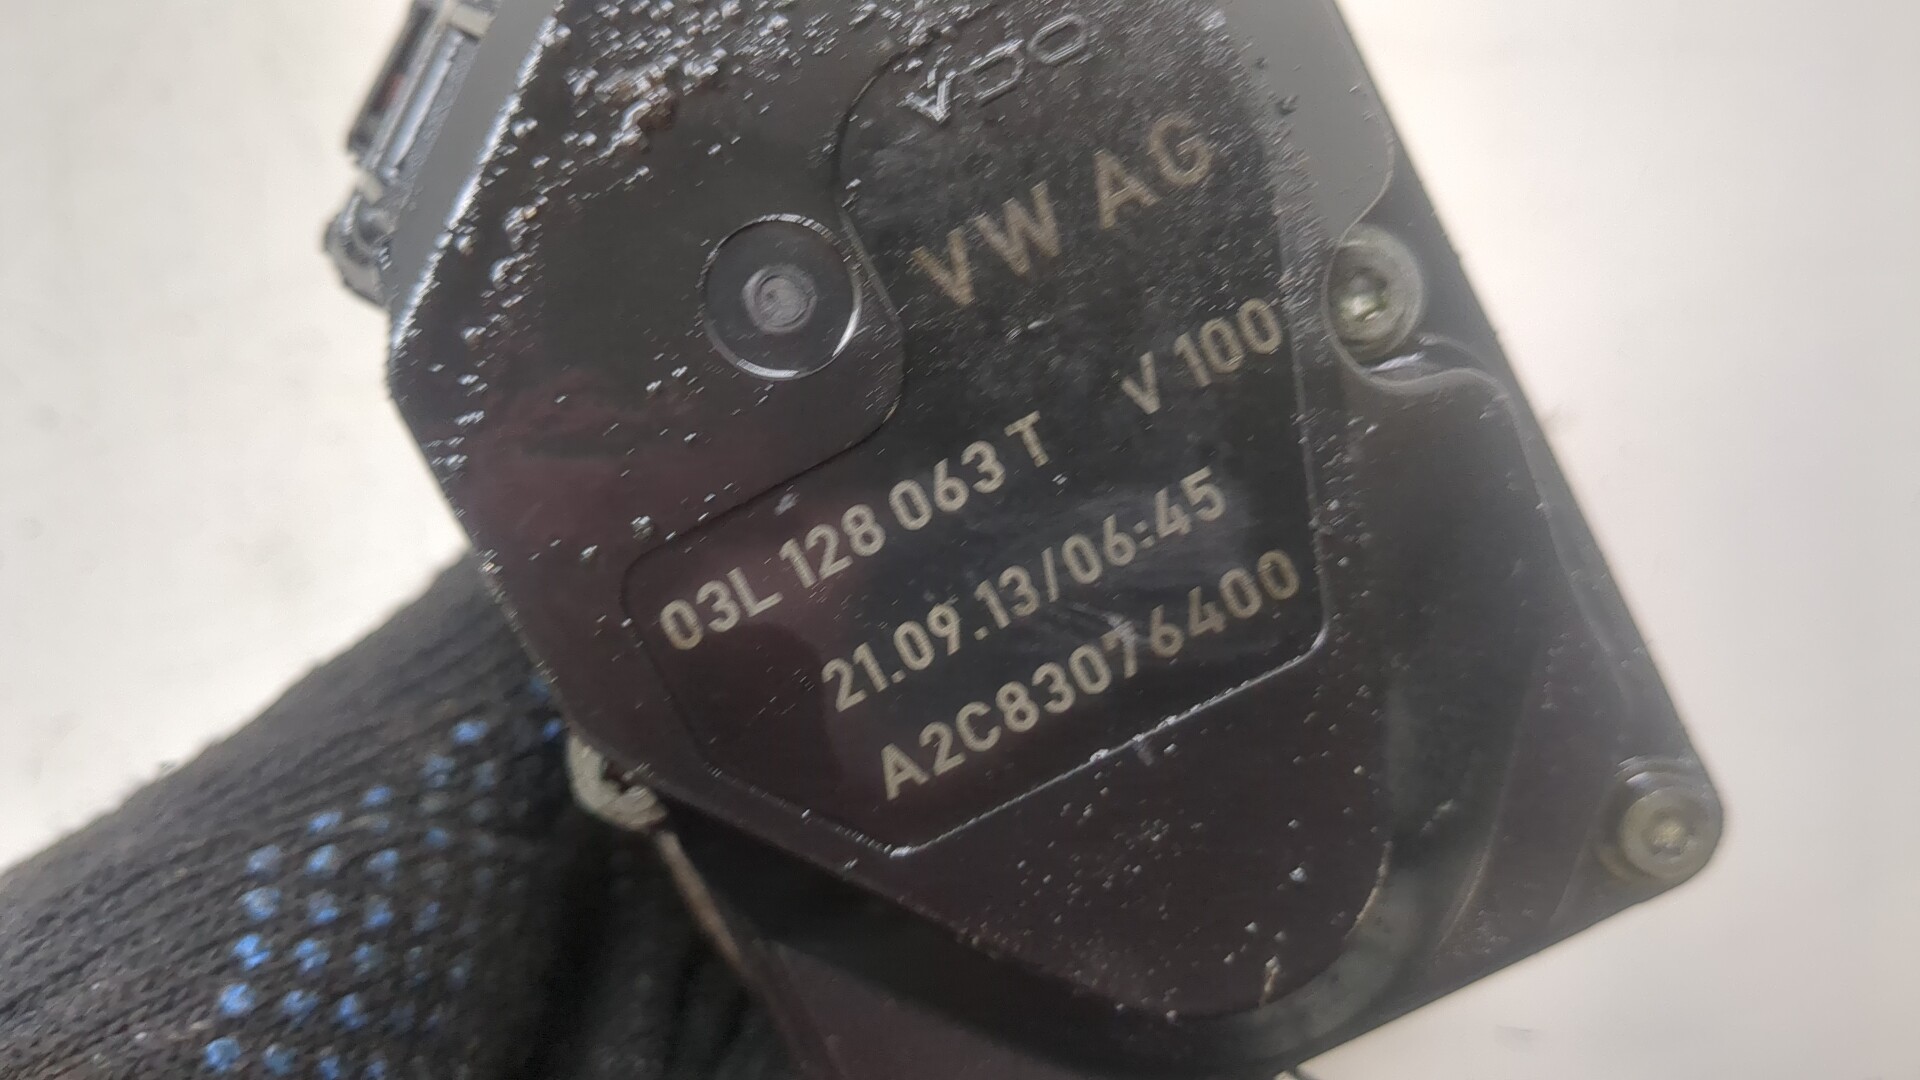 VDO
VW AG
V 100
03L 128 063 T
21.09.13/06:45
A2C83076400